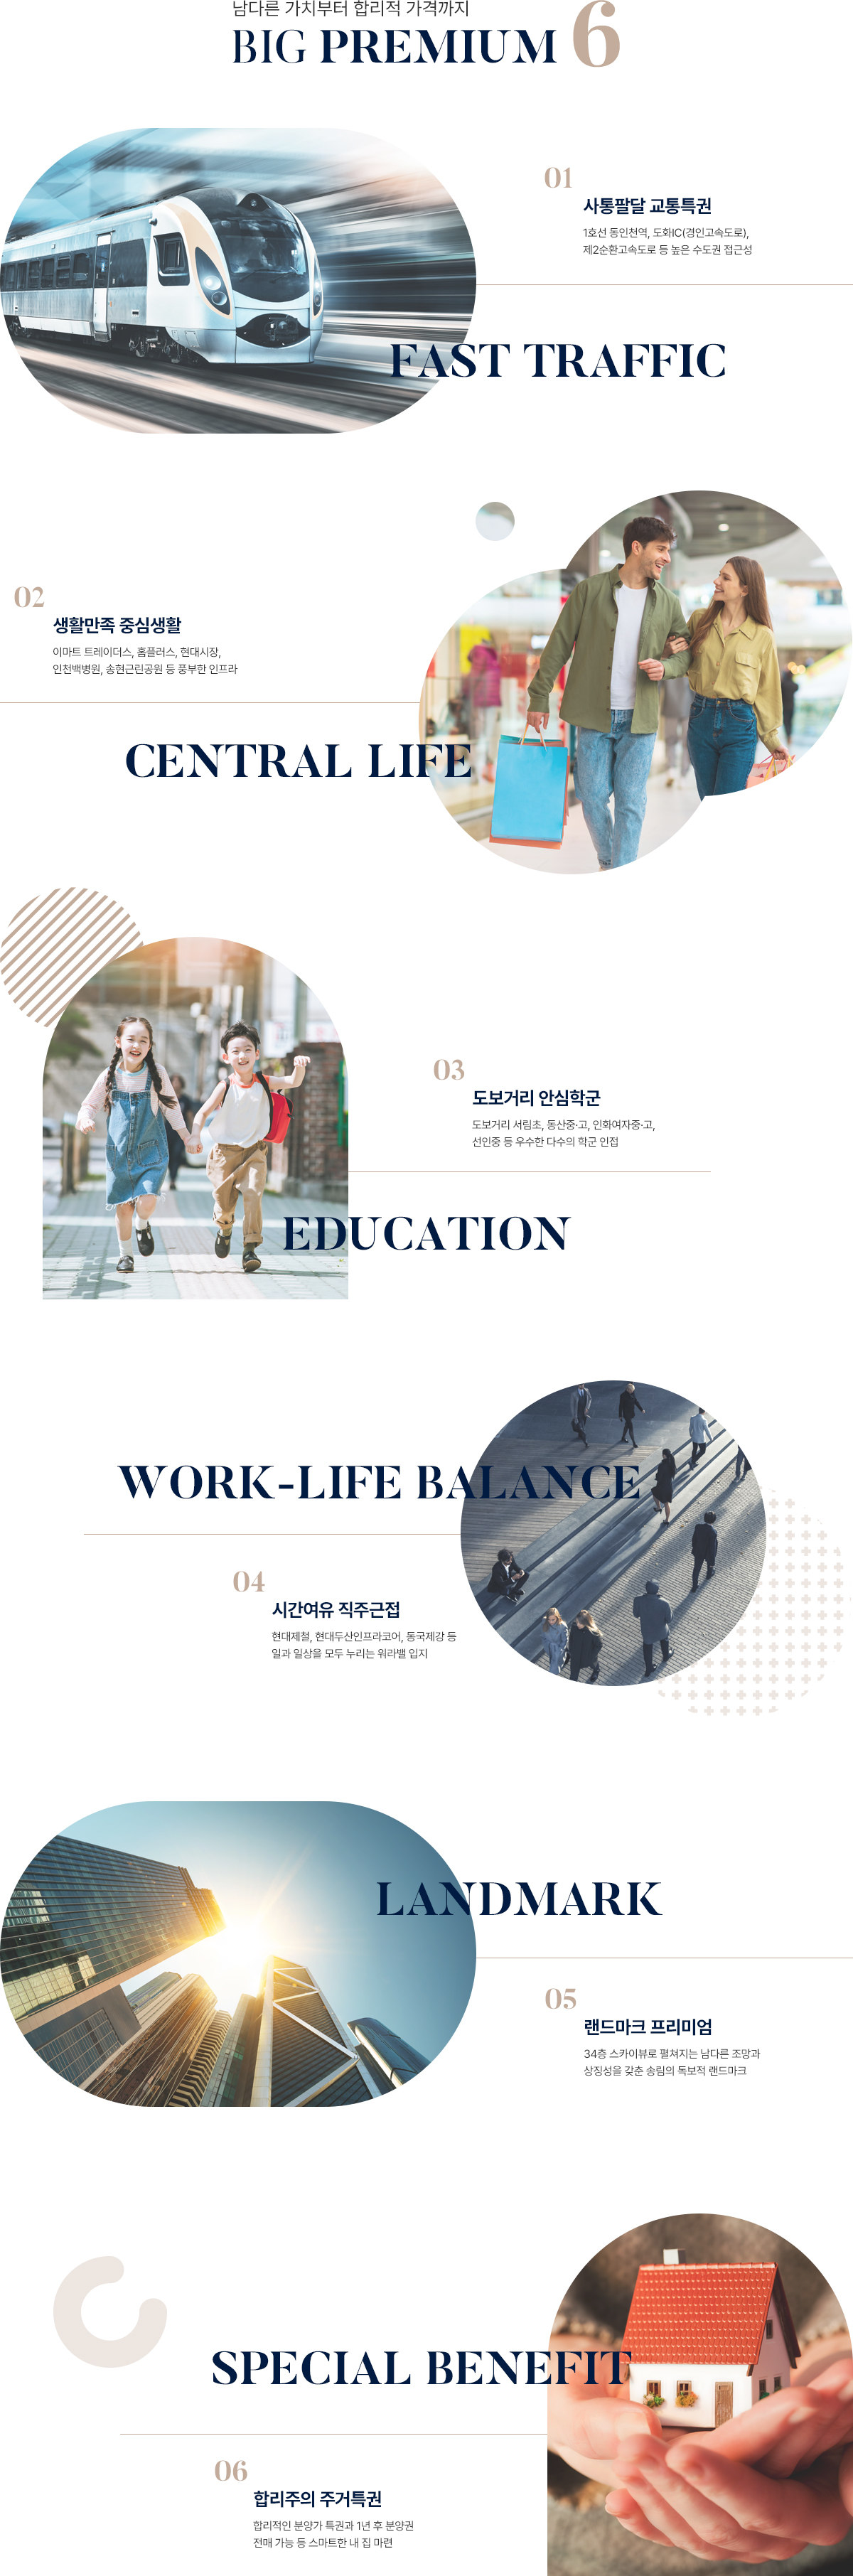 남다른 가치부터 합리적 가격까지
BIG PREMIUM 6
01
사통팔달 교통특권
1호선 동인천역, 도화IC(경인고속도로),
제2순환고속도로 등 높은 수도권 접근성
FAST TRAFFIC
02
생활만족 중심생활
이마트 트레이더스, 홈플러스, 현대시장,
인천백병원, 송현근린공원 등 풍부한 인프라
CENTRAL LIFE
03
도보거리 안심학군
도보거리 서림초, 동산중·고, 인화여자중·고,
선인중 등 우수한 다수의 학군 인접
EDUCATION
WORK-LIFE BALANCE
04
시간여유 직주근접
현대제철, 현대두산인프라코어, 동국제강 등
일과 일상을 모두 누리는 워라밸 입지
LANDMARK
05
랜드마크 프리미엄
34층 스카이뷰로 펼쳐지는 남다른 조망과
상징성을 갖춘 송림의 독보적 랜드마크
SPECIAL BENEFIT
06
합리주의 주거특권
합리적인 분양가 특권과 1년 후 분양권
전매 가능 등 스마트한 내 집 마련